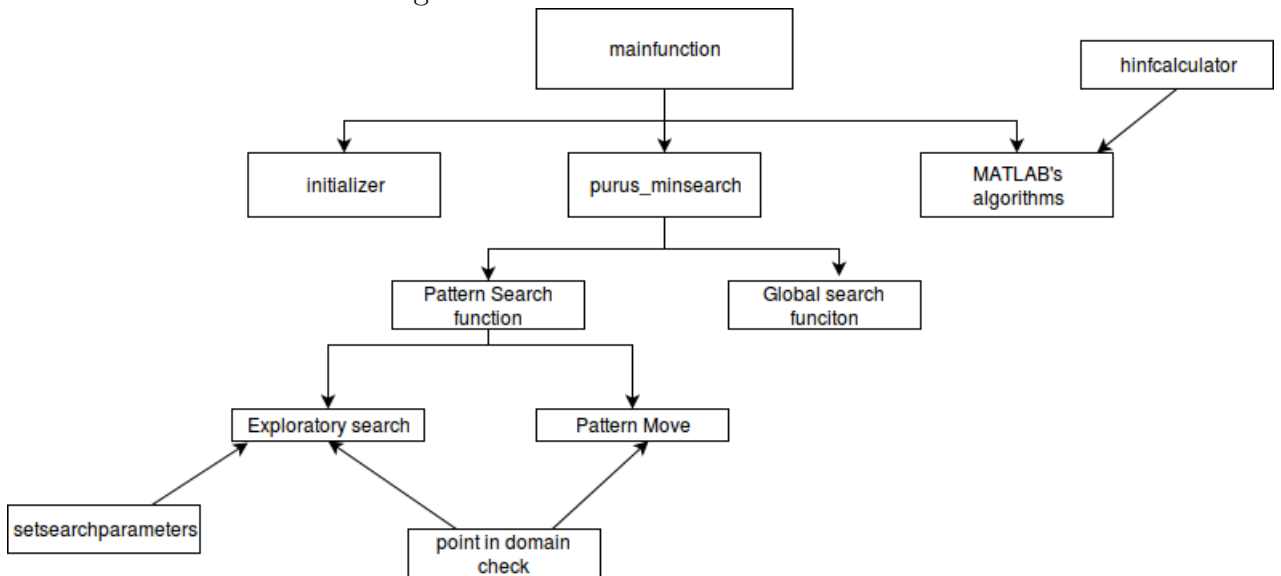 mainfunction
hinfcalculator
initializer
purus_minsearch
MATLAB's
algorithms
Pattern Search
function
Global search
funciton
Exploratory search
Pattern Move
setsearchparameters
point in domain
check